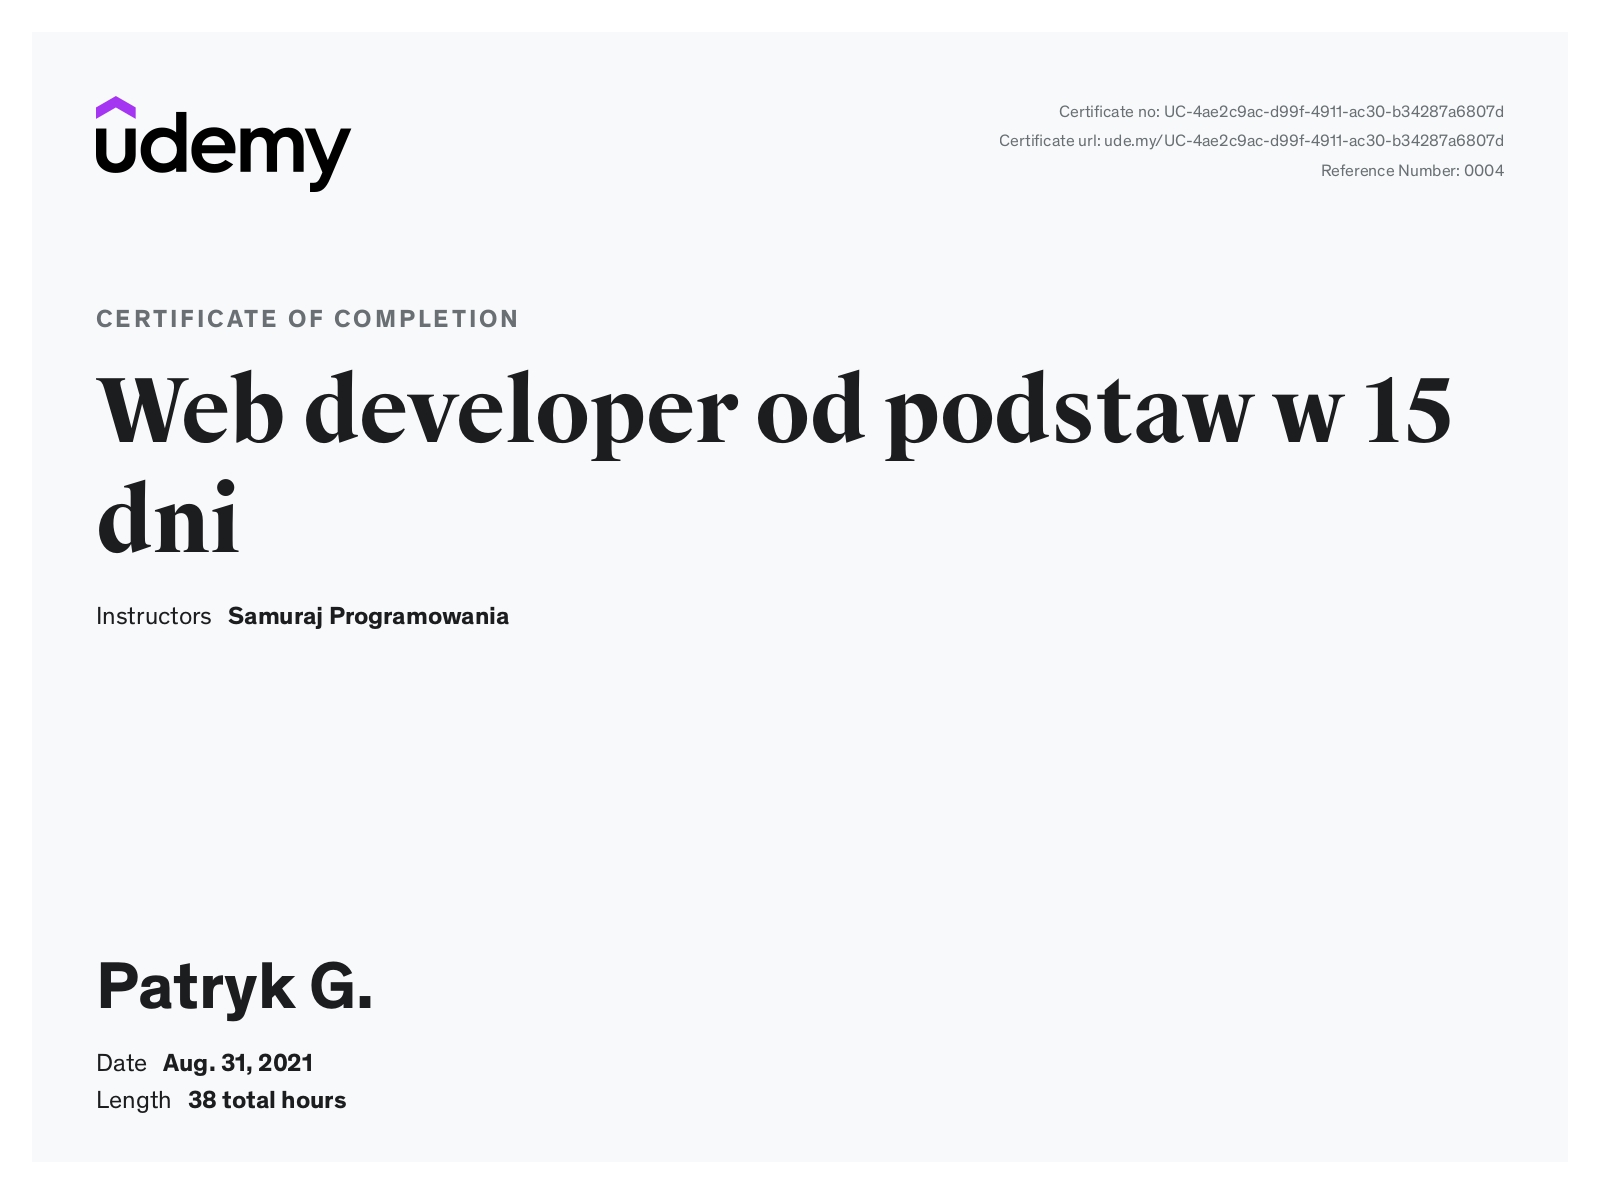 udemy
Certificate no: UC-4ae2c9ac-d99f-4911-ac30-b34287a6807d
Certificate url: ude.my/UC-4ae2c9ac-d99f-4911-ac30-b34287a6807d
Reference Number: 0004
CERTIFICATE OF COMPLETION
Web developer od podstaw w 15
dni
Instructors Samuraj Programowania
Patryk G.
Date Aug. 31, 2021
Length 38 total hours